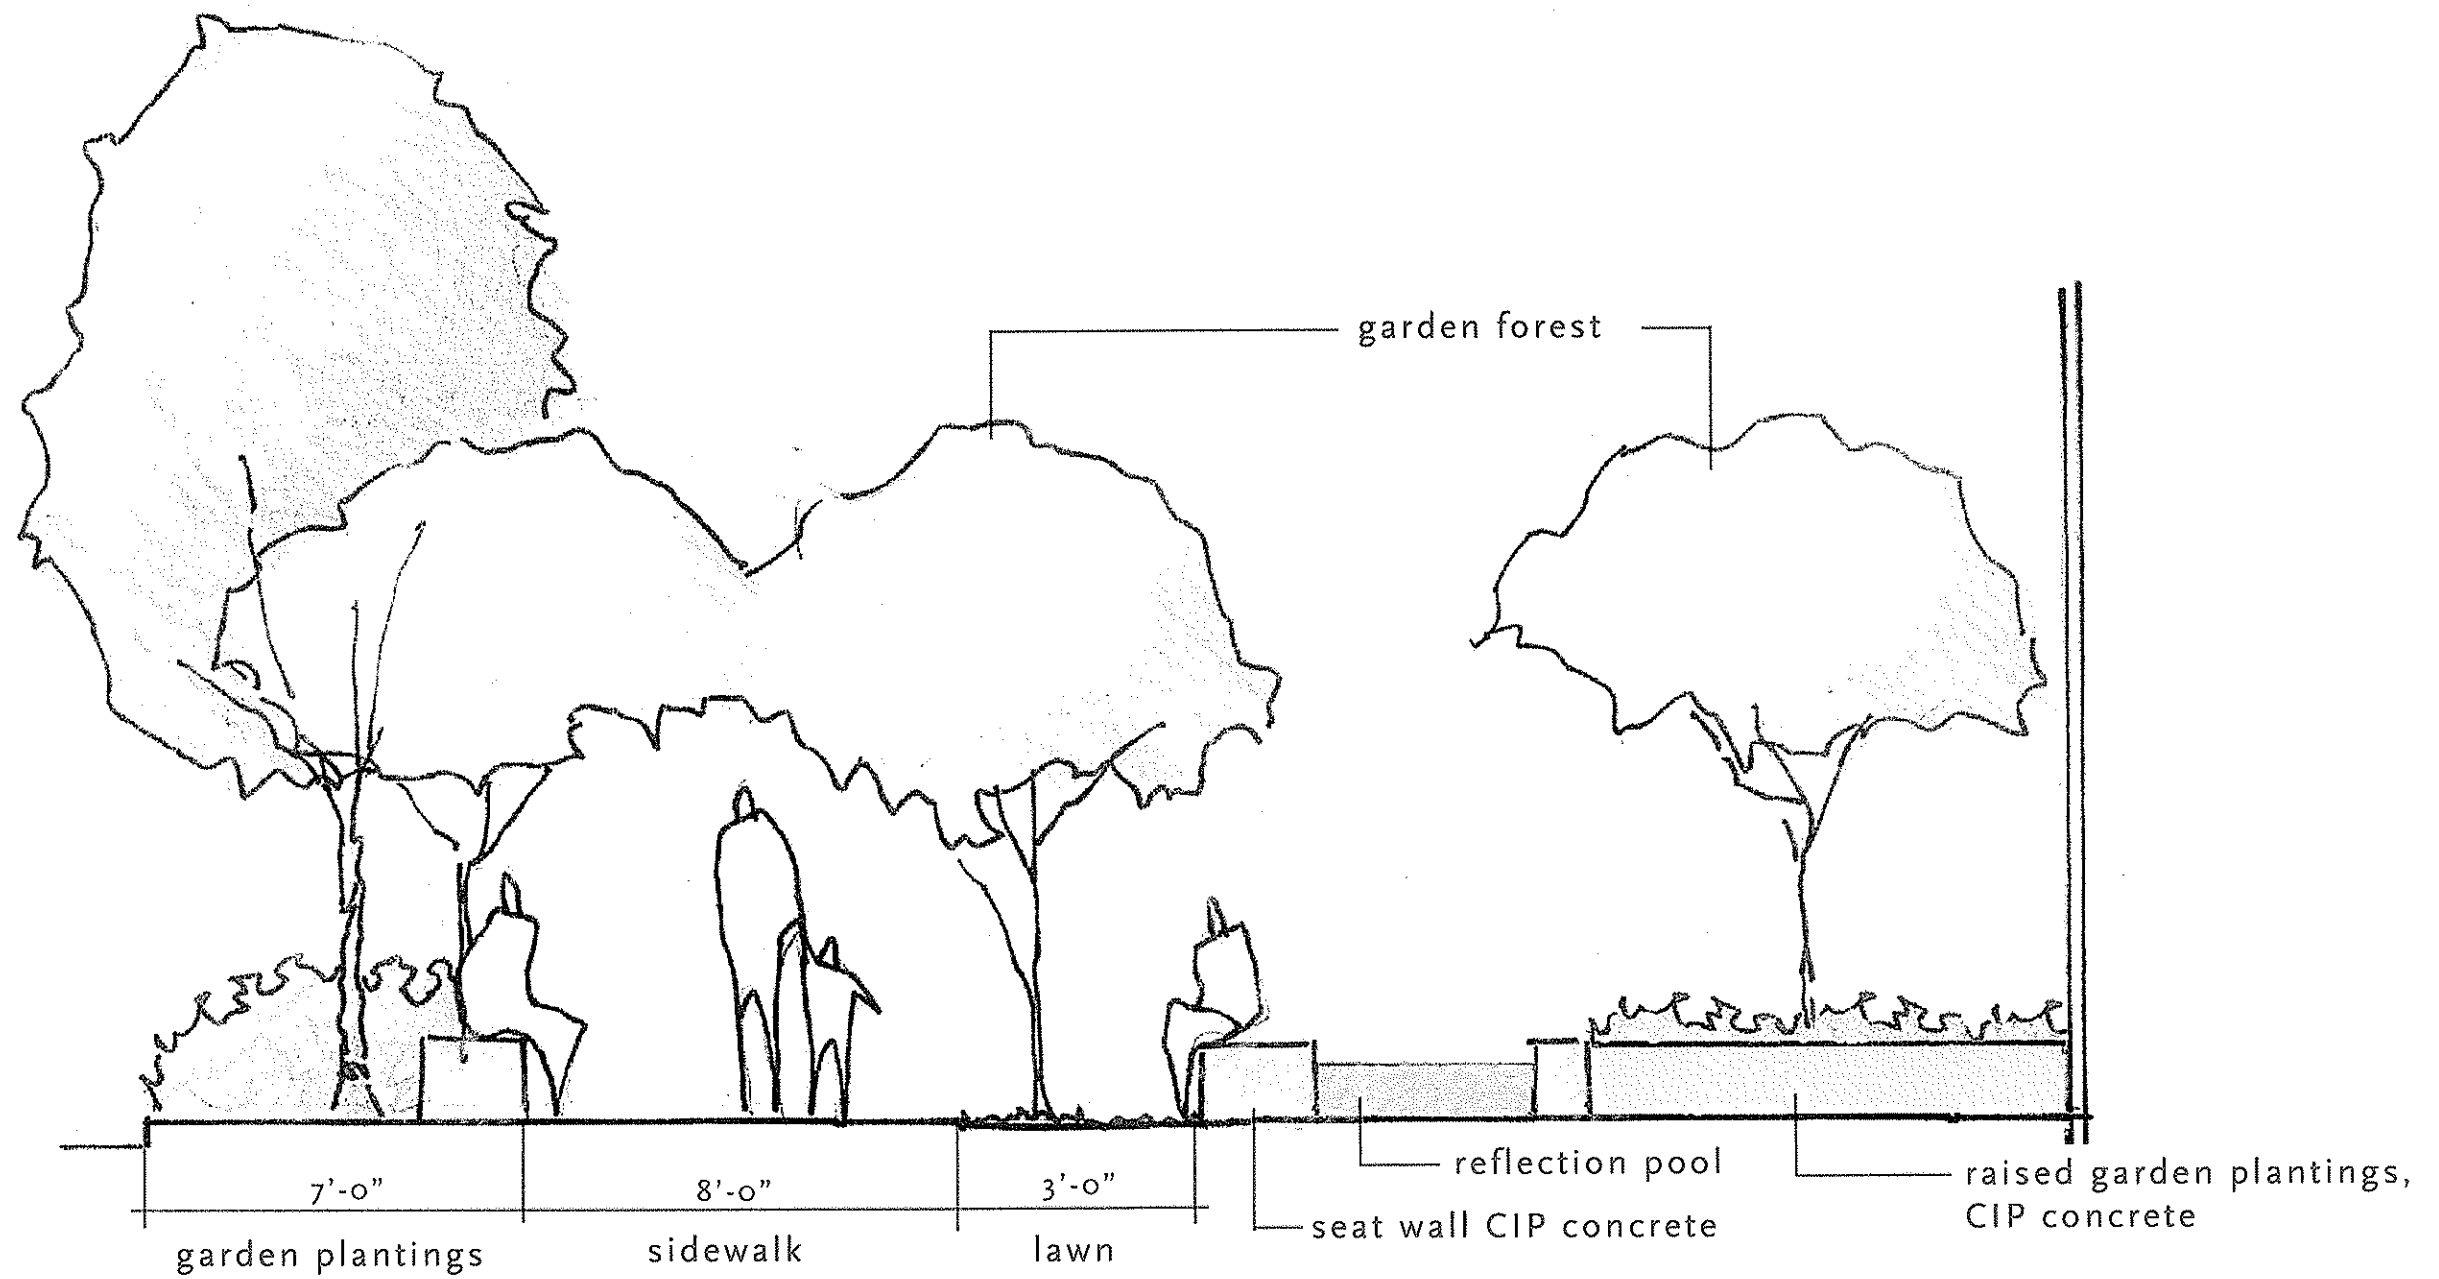 garden forest
7'-0”
8'-0”
3'-0”
garden plantings
sidewalk
lawn
reflection pool
seat wall CIP concrete
raised garden plantings,
CIP concrete